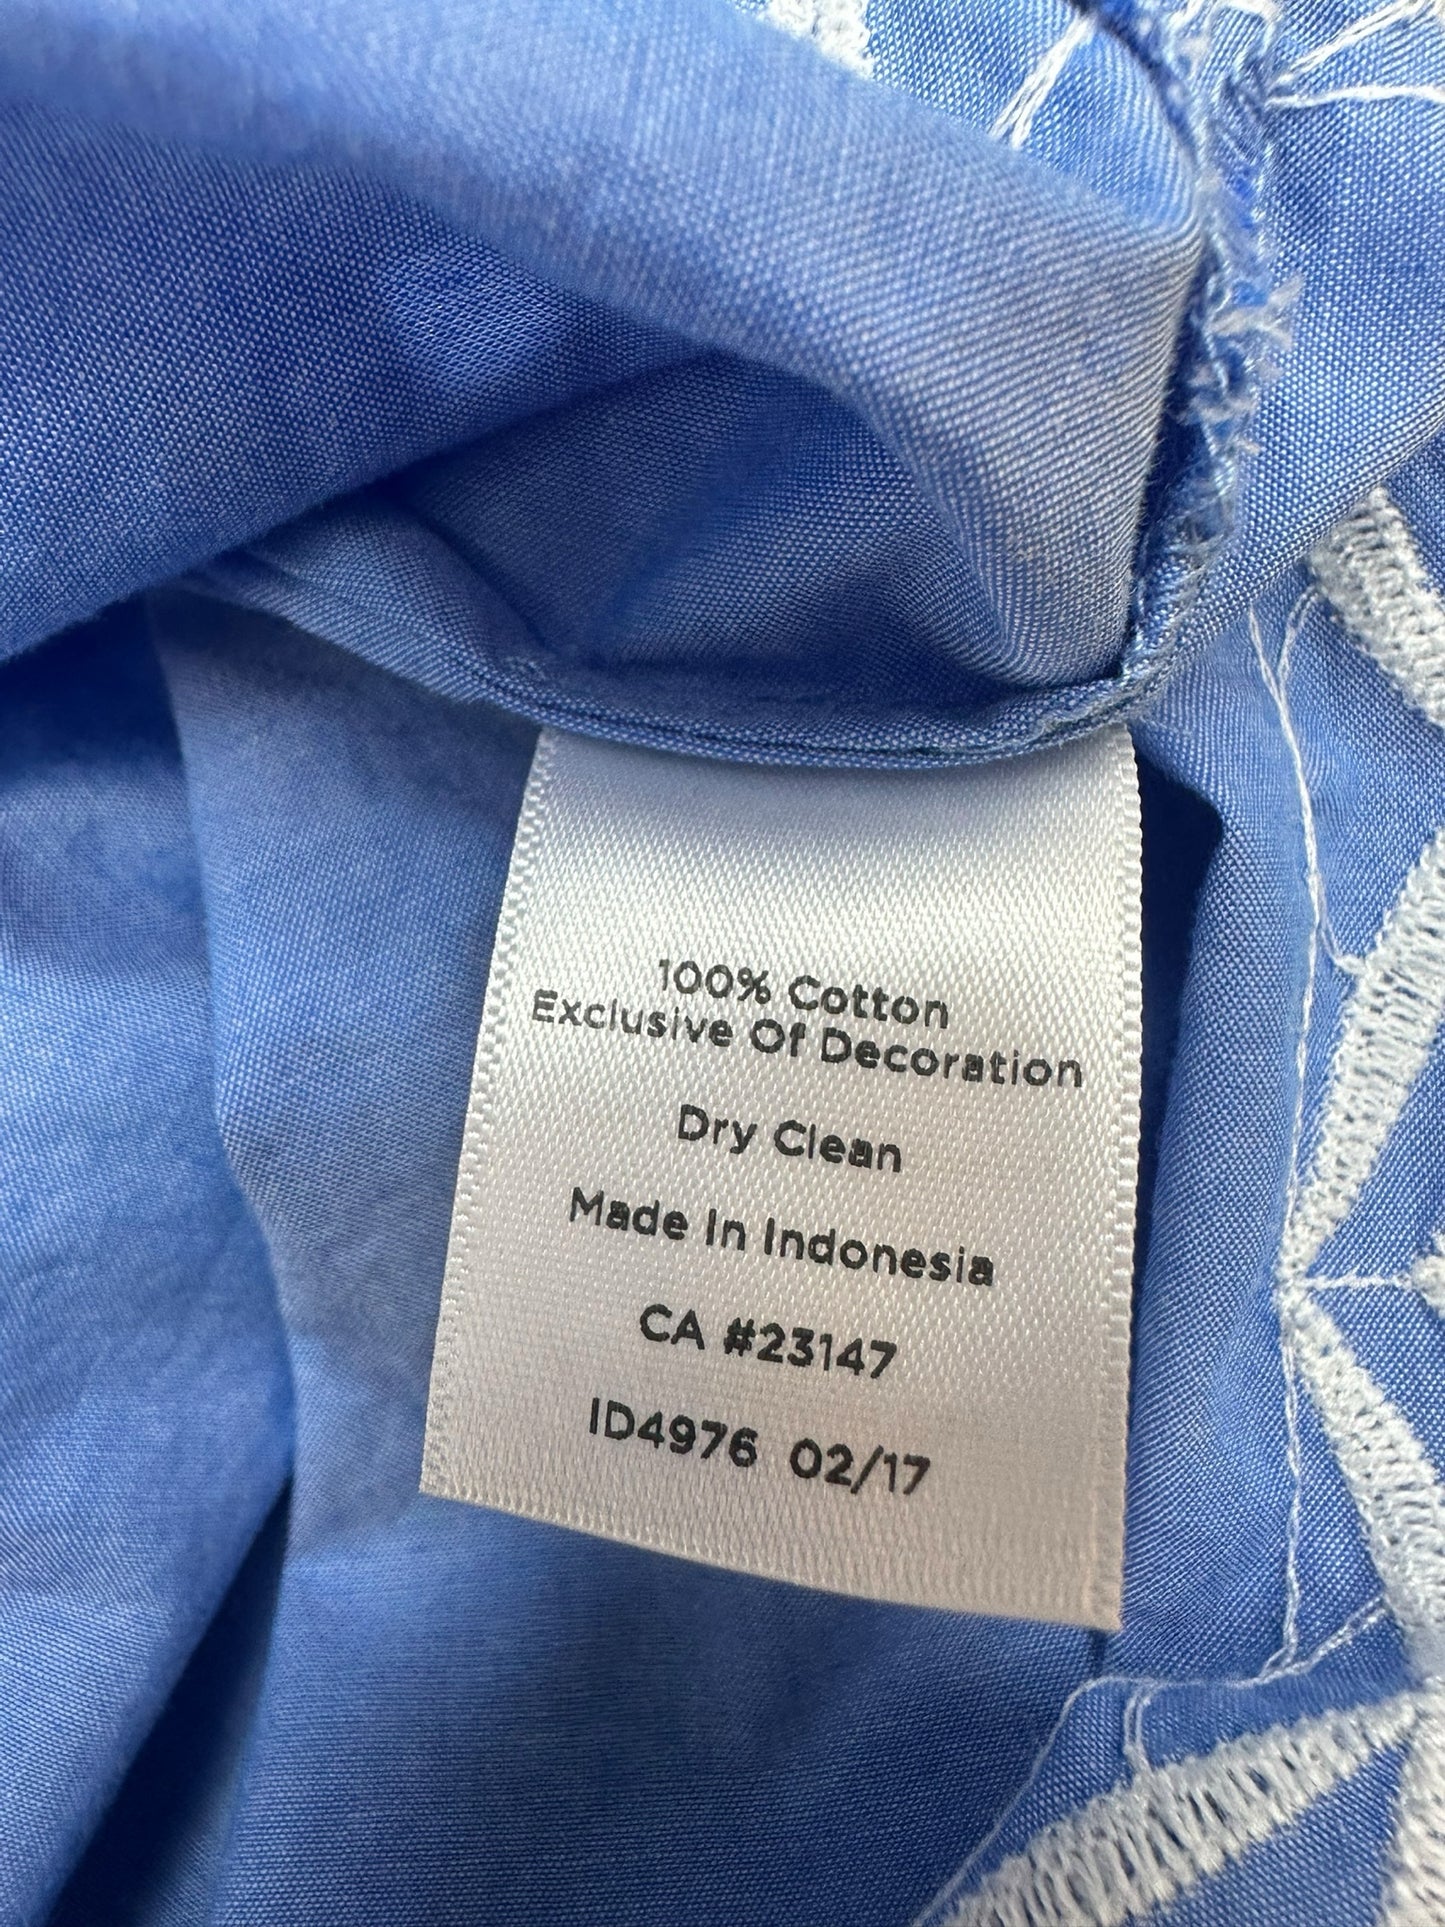 100% Cotton
Exclusive Of Decoration
Dry Clean
Made In Indonesia
CA #23147
ID4976 02/17